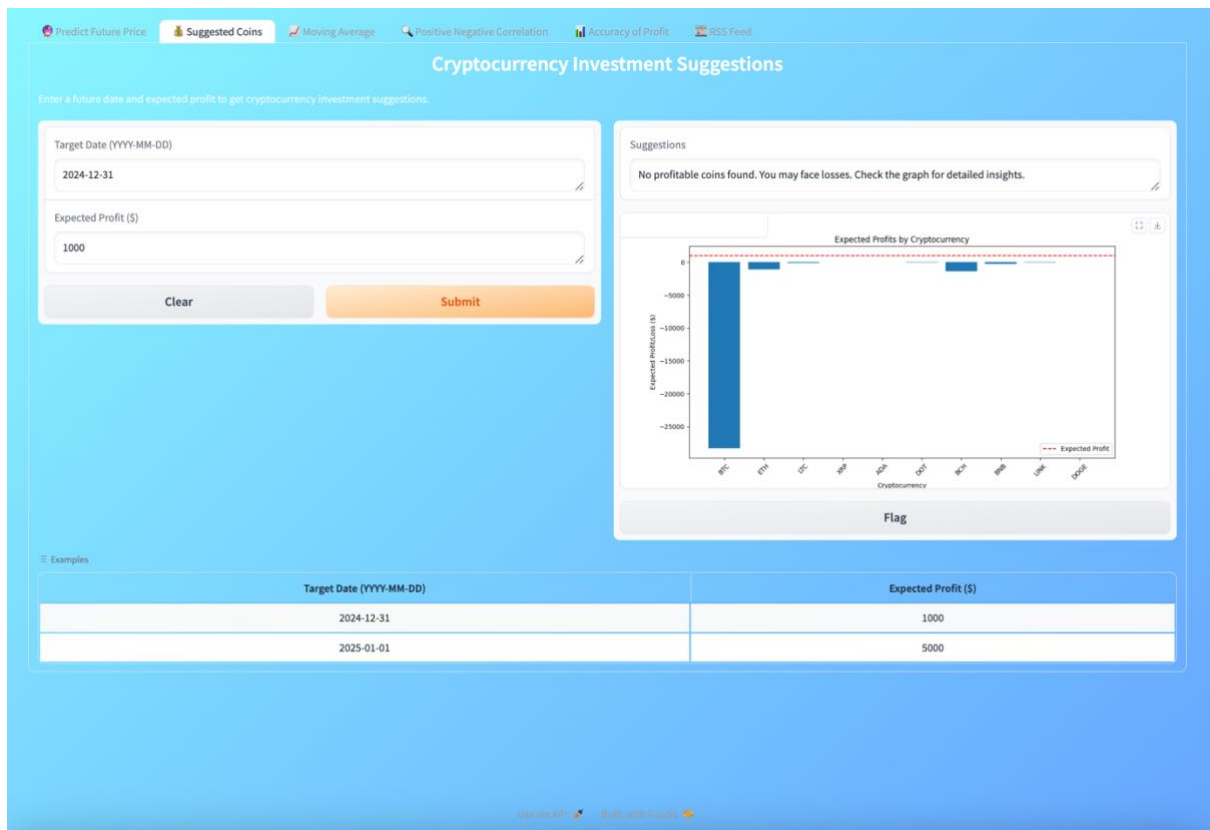 Predict Future Price Suggested Coins Moving Average Positive Negative Correlation Accuracy of Profit RSS Feed
Cryptocurrency Investment Suggestions
Enter a future date and expected profit to get cryptocurrency investment suggestions.
Target Date (YYYY-MM-DD)
2024-12-31
Expected Profit ($)
1000
Clear Submit
Suggestions
No profitable coins found. You may face losses. Check the graph for detailed insights.
Expected Profits by Cryptocurrency
Expected Profit/Loss ($)
0
−5000
−10000
−15000
−20000
−25000
Expected Profit
BTC ETH LTC XRP ADA DOT BCH BNB LINK DOGE
Cryptocurrency
Flag
Examples
Target Date (YYYY-MM-DD) Expected Profit ($)
2024-12-31 1000
2025-01-01 5000
Use via API · Built with Gradio